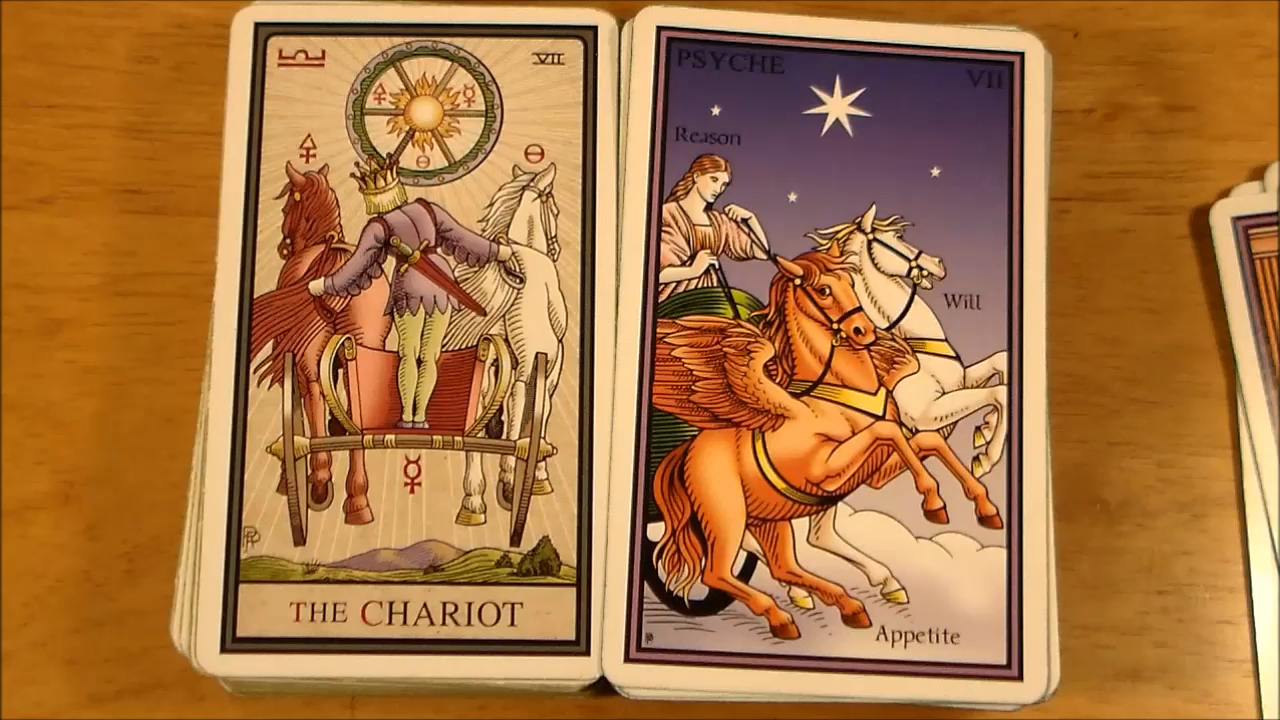 VII
THE CHARIOT
PSYCHE
VII
Reason
Will
Appetite